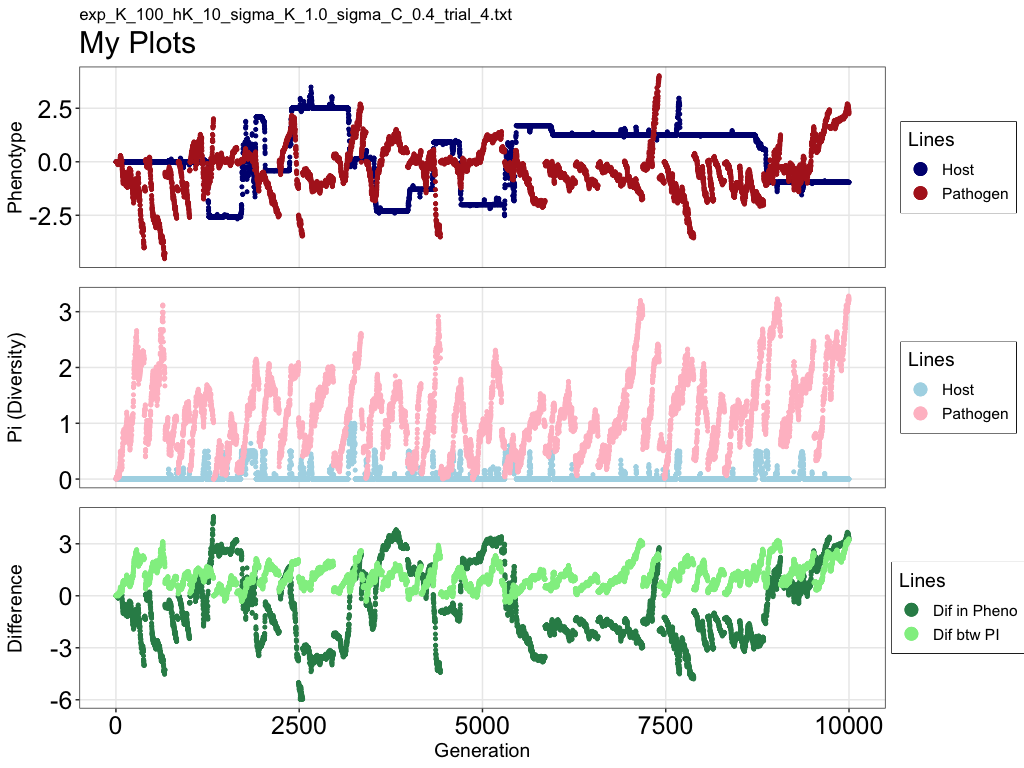 exp_K_100_hK_10_sigma_K_1.0_sigma_C_0.4_trial_4.txt
My Plots
Phenotype
2.5
0.0
-2.5
Lines
Host
Pathogen
Pi (Diversity)
3
2
1
0
Lines
Host
Pathogen
Difference
3
0
-3
-6
Lines
Dif in Pheno
Dif btw PI
0
2500
5000
7500
10000
Generation